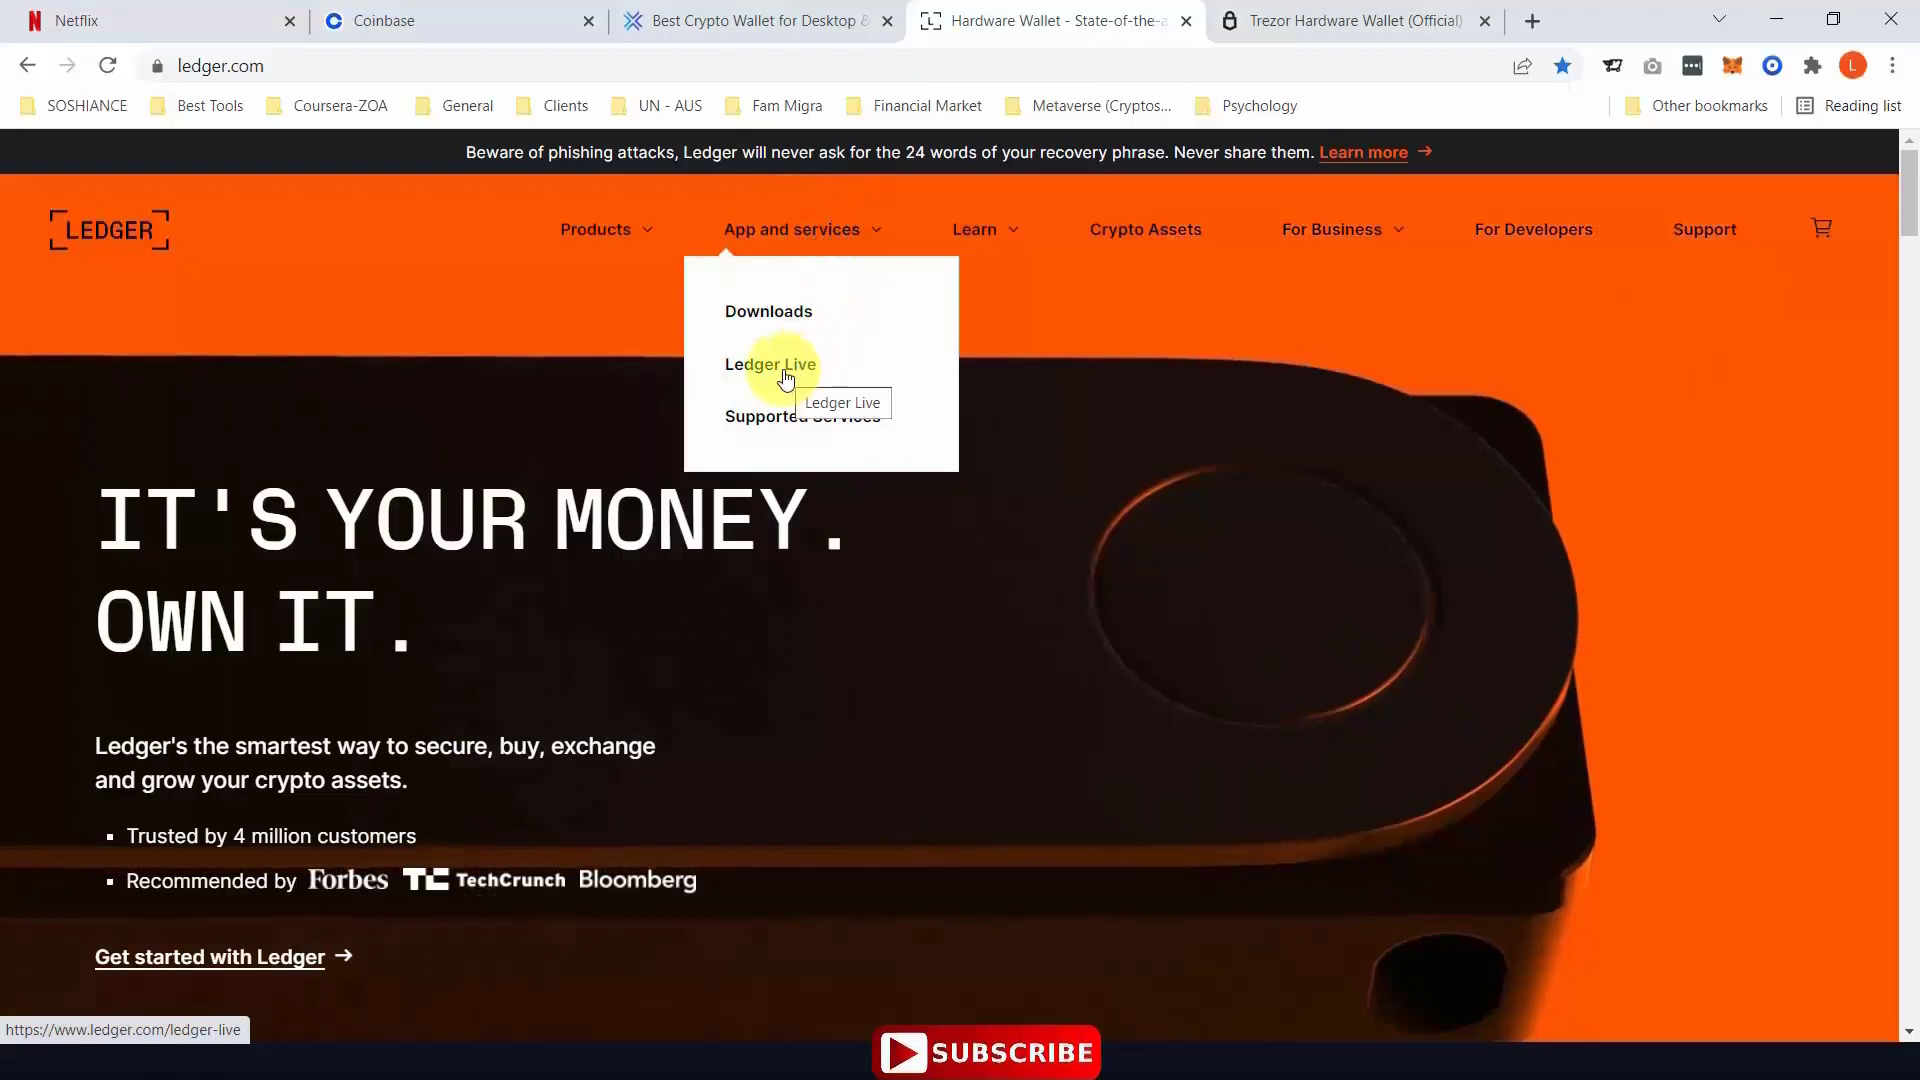 Netflix
Coinbase
Best Crypto Wallet for Desktop &
Hardware Wallet - State-of-the-a
Trezor Hardware Wallet (Official)
ledger.com
L
SOSHIANCE
Best Tools
Coursera-ZOA
General
Clients
UN - AUS
Fam Migra
Financial Market
Metaverse (Cryptos...
Psychology
Other bookmarks
Reading list
Beware of phishing attacks, Ledger will never ask for the 24 words of your recovery phrase. Never share them. Learn more →
LEDGER
Products
App and services
Learn
Crypto Assets
For Business
For Developers
Support
Downloads
Ledger Live
Ledger Live
Supported Services
IT'S YOUR MONEY.
OWN IT.
Ledger's the smartest way to secure, buy, exchange
and grow your crypto assets.
▪ Trusted by 4 million customers
▪ Recommended by Forbes TechCrunch Bloomberg
Get started with Ledger →
https://www.ledger.com/ledger-live
SUBSCRIBE